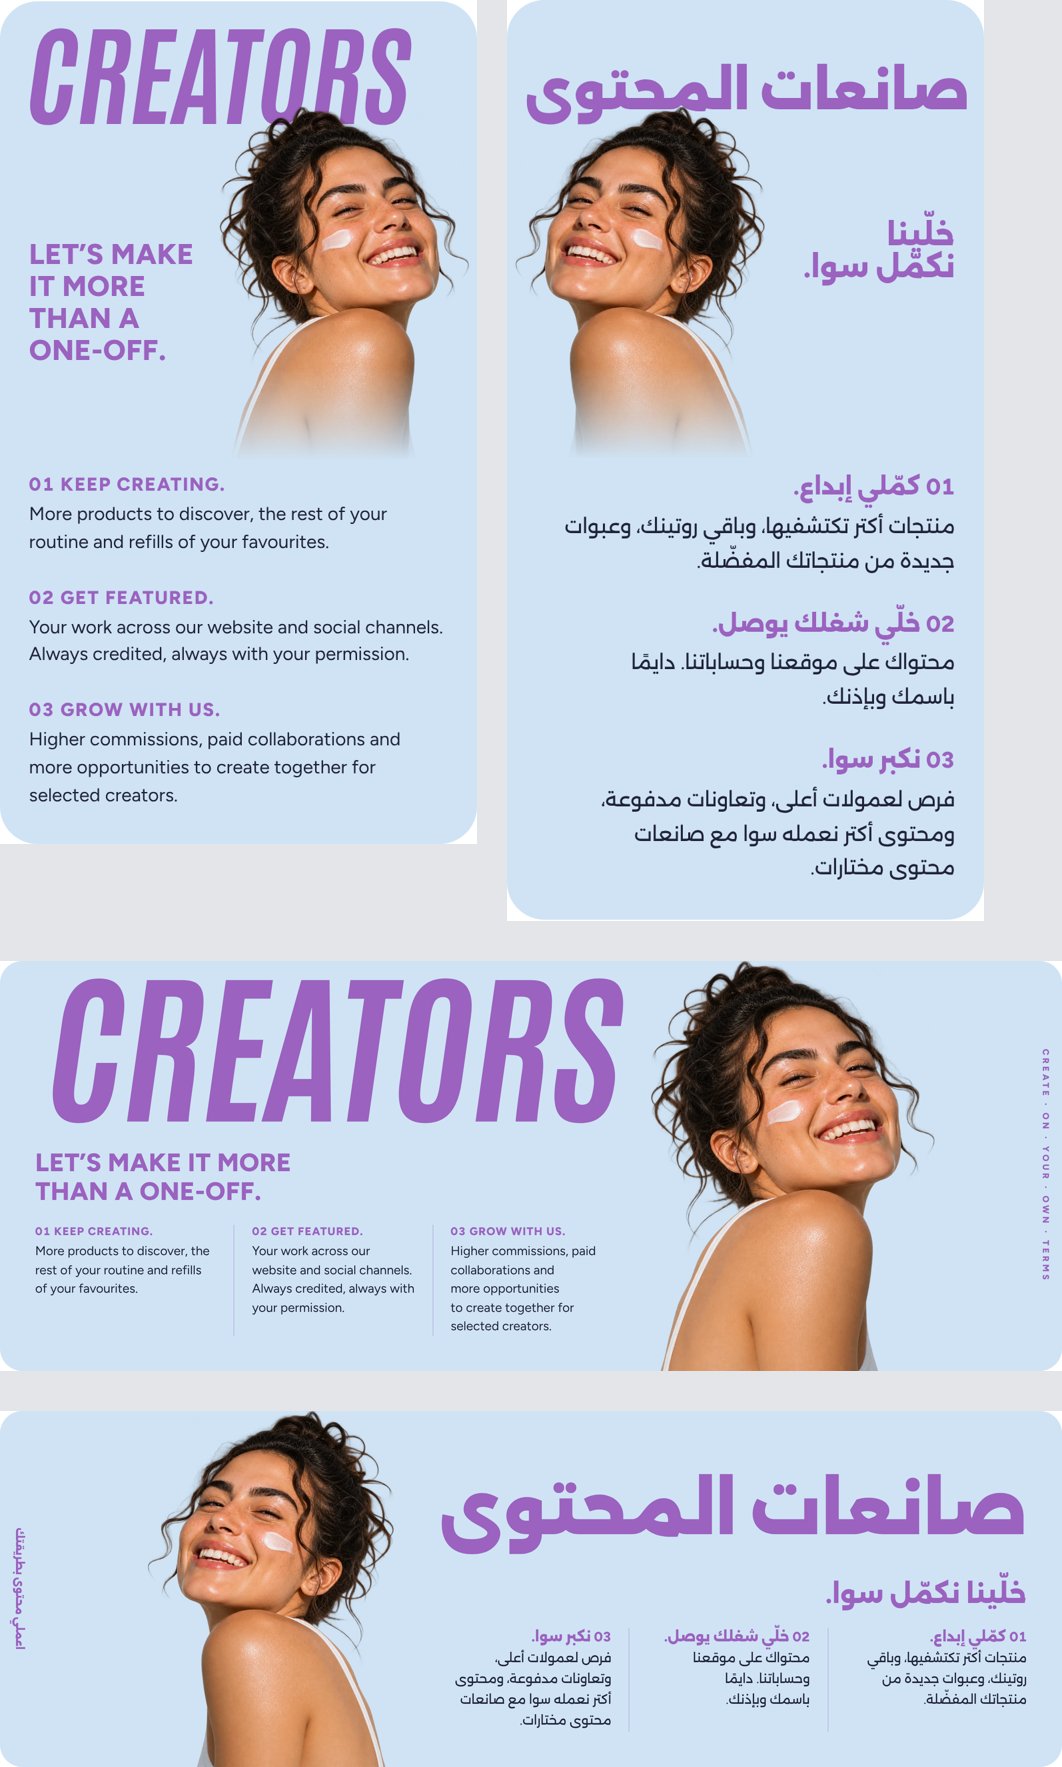 CREATORS
LET'S MAKE
IT MORE
THAN A
ONE-OFF.
01 KEEP CREATING.
More products to discover, the rest of your
routine and refills of your favourites.
02 GET FEATURED.
Your work across our website and social channels.
Always credited, always with your permission.
03 GROW WITH US.
Higher commissions, paid collaborations and
more opportunities to create together for
selected creators.
صانعات المحتوى
خلّينا
نكمّل سوا.
01 كمّلي إبداع.
منتجات أكتر تكتشفيها، وباقي روتينك، وعبوات
جديدة من منتجاتك المفضّلة.
02 خلّي شغلك يوصل.
محتواك على موقعنا وحساباتنا. دايمًا
باسمك وبإذنك.
03 نكبر سوا.
فرص لعمولات أعلى، وتعاونات مدفوعة،
ومحتوى أكتر نعمله سوا مع صانعات
محتوى مختارات.
CREATORS
LET'S MAKE IT MORE
THAN A ONE-OFF.
01 KEEP CREATING.
More products to discover, the
rest of your routine and refills
of your favourites.
02 GET FEATURED.
Your work across our
website and social channels.
Always credited, always with
your permission.
03 GROW WITH US.
Higher commissions, paid
collaborations and
more opportunities
to create together for
selected creators.
CREATE · ON · YOUR · OWN · TERMS
صانعات المحتوى
خلّينا نكمّل سوا.
01 كمّلي إبداع.
منتجات أكتر تكتشفيها، وباقي
روتينك، وعبوات جديدة من
منتجاتك المفضّلة.
02 خلّي شغلك يوصل.
محتواك على موقعنا
وحساباتنا. دايمًا
باسمك وبإذنك.
03 نكبر سوا.
فرص لعمولات أعلى،
وتعاونات مدفوعة، ومحتوى
أكتر نعمله سوا مع صانعات
محتوى مختارات.
اعملي محتوى بطريقتك